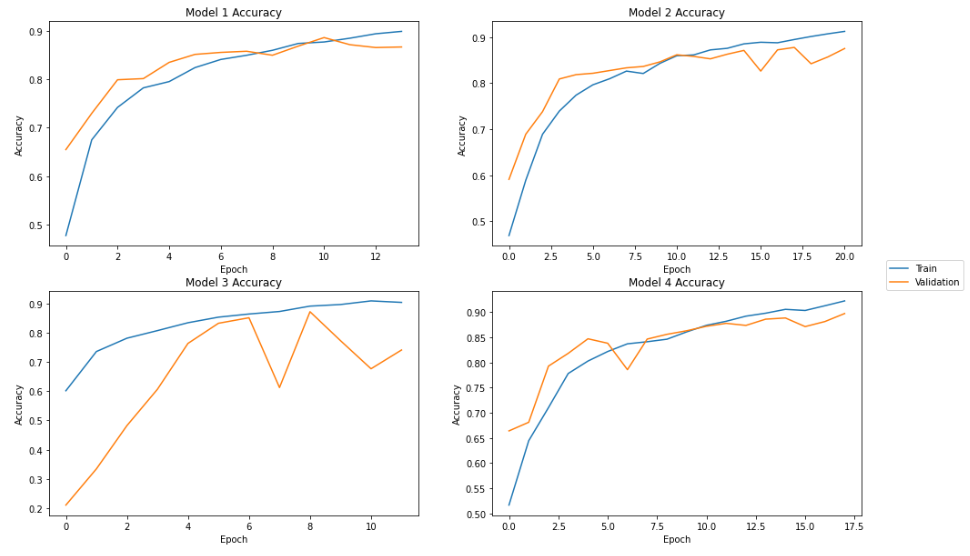 Model 1 Accuracy
0.9
0.8
0.7
0.6
0.5
Accuracy
0 2 4 6 8 10 12
Epoch
Model 2 Accuracy
0.9
0.8
0.7
0.6
0.5
Accuracy
0.0 2.5 5.0 7.5 10.0 12.5 15.0 17.5 20.0
Epoch
Train
Validation
Model 3 Accuracy
0.9
0.8
0.7
0.6
0.5
0.4
0.3
0.2
Accuracy
0 2 4 6 8 10
Epoch
Model 4 Accuracy
0.90
0.85
0.80
0.75
0.70
0.65
0.60
0.55
0.50
Accuracy
0.0 2.5 5.0 7.5 10.0 12.5 15.0 17.5
Epoch